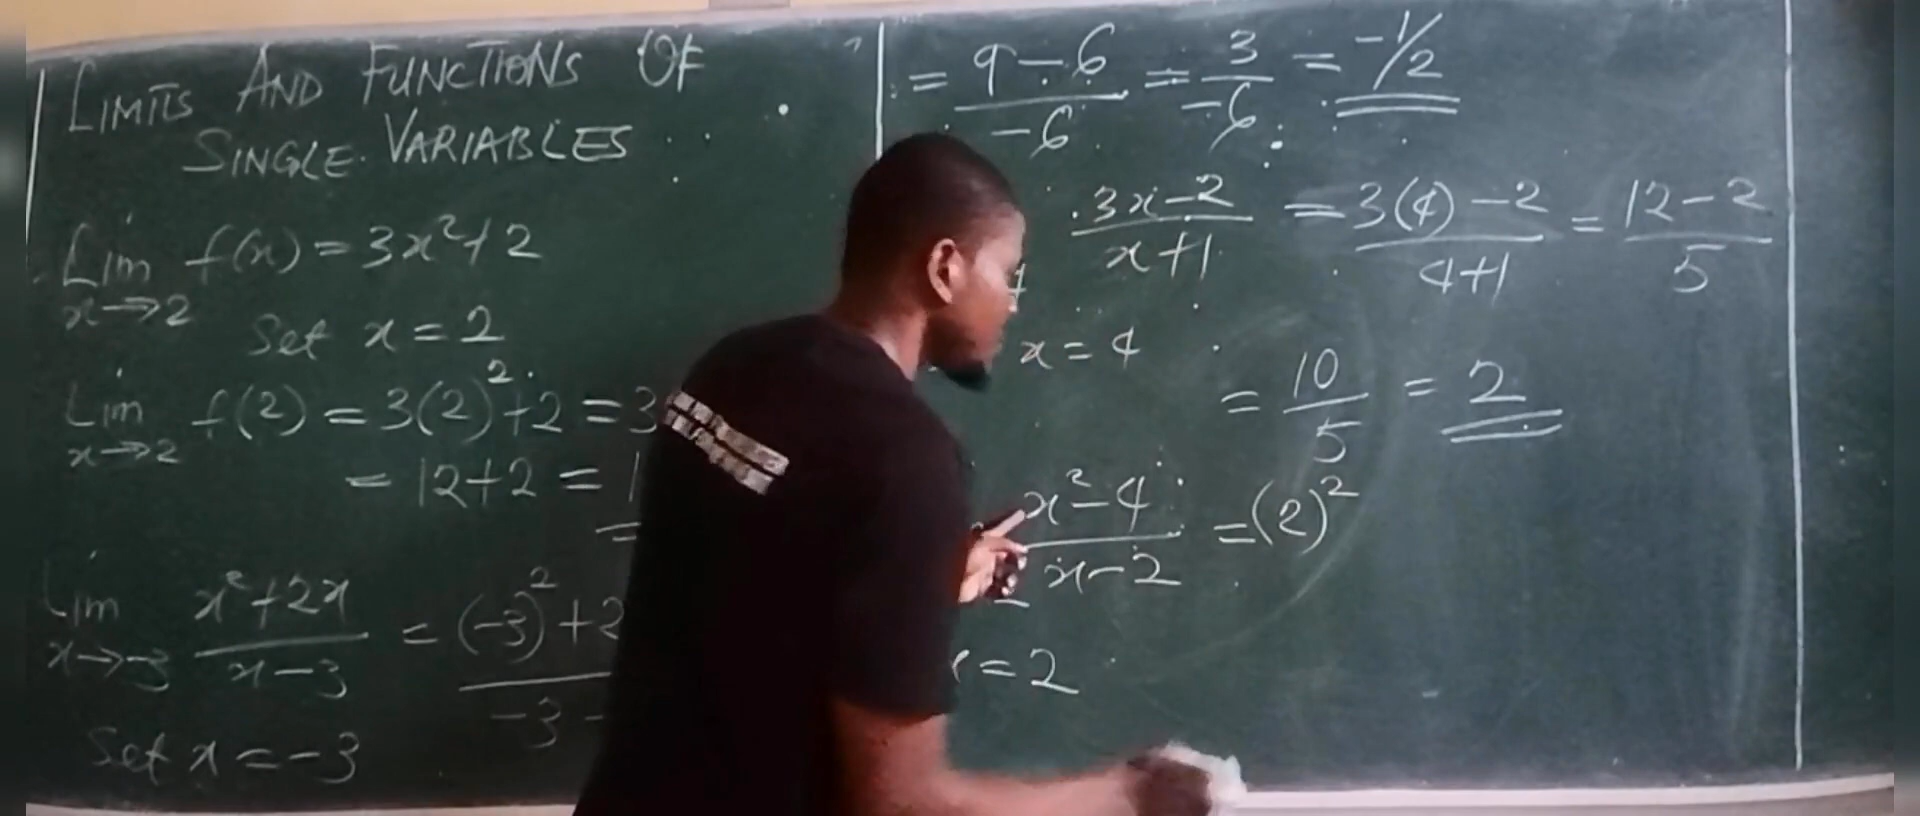 LIMITS AND FUNCTIONS OF
SINGLE VARIABLES
Lim f(x) = 3x²+2
x→2
Set x = 2
Lim f(2) = 3(2)²+2 = 3
x→2
= 12+2 = 1
=
Lim x²+2x / x-3 = (-3)²+2 / -3-
x→-3
Set x = -3
= 9-6 / -6 = 3 / -6 = -1/2
3x-2 / x+1 = 3(4)-2 / 4+1 = 12-2 / 5
4
x = 4
= 10 / 5 = 2
x²-4 / x-2 = (2)²
x = 2